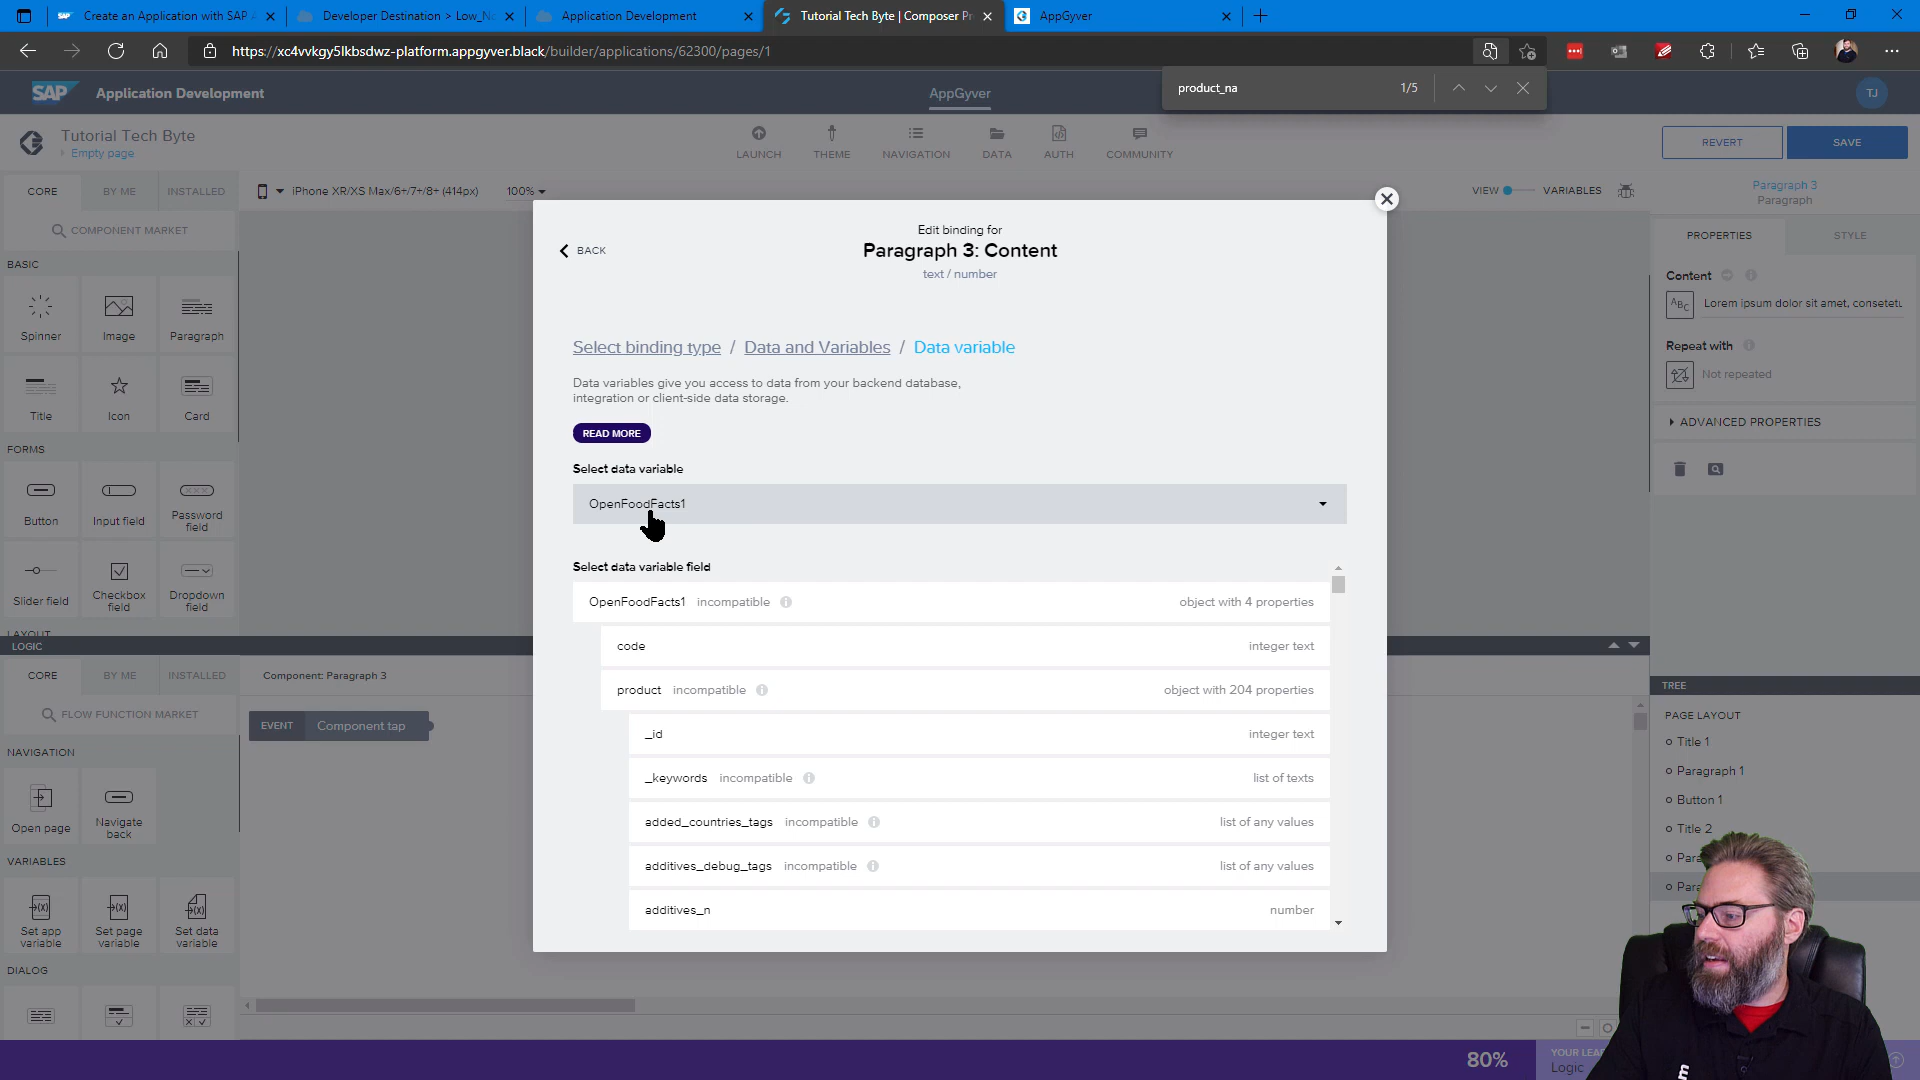 Create an Application with SAP A
Developer Destination > Low_No
Application Development
Tutorial Tech Byte | Composer Pr
AppGyver
https://xc4vvkgy5lkbsdwz-platform.appgyver.black/builder/applications/62300/pages/1
product_na
1/5
SAP
Application Development
AppGyver
TJ
Tutorial Tech Byte
Empty page
LAUNCH
THEME
NAVIGATION
DATA
AUTH
COMMUNITY
REVERT
SAVE
CORE
BY ME
INSTALLED
iPhone XR/XS Max/6+/7+/8+ (414px)
100%
VIEW
VARIABLES
Paragraph 3
Paragraph
COMPONENT MARKET
PROPERTIES
STYLE
BASIC
Spinner
Image
Paragraph
Title
Icon
Card
FORMS
Button
Input field
Password field
Slider field
Checkbox field
Dropdown field
LAYOUT
Content
ABC
Lorem ipsum dolor sit amet, consetetu
Repeat with
Not repeated
ADVANCED PROPERTIES
BACK
Edit binding for
Paragraph 3: Content
text / number
Select binding type / Data and Variables / Data variable
Data variables give you access to data from your backend database,
integration or client-side data storage.
READ MORE
Select data variable
OpenFoodFacts1
Select data variable field
OpenFoodFacts1 incompatible object with 4 properties
code integer text
product incompatible object with 204 properties
_id integer text
_keywords incompatible list of texts
added_countries_tags incompatible list of any values
additives_debug_tags incompatible list of any values
additives_n number
LOGIC
CORE
BY ME
INSTALLED
Component: Paragraph 3
FLOW FUNCTION MARKET
EVENT
Component tap
NAVIGATION
Open page
Navigate back
VARIABLES
Set app variable
Set page variable
Set data variable
DIALOG
TREE
PAGE LAYOUT
Title 1
Paragraph 1
Button 1
Title 2
Para
Para
80%
YOUR LEA
Logic